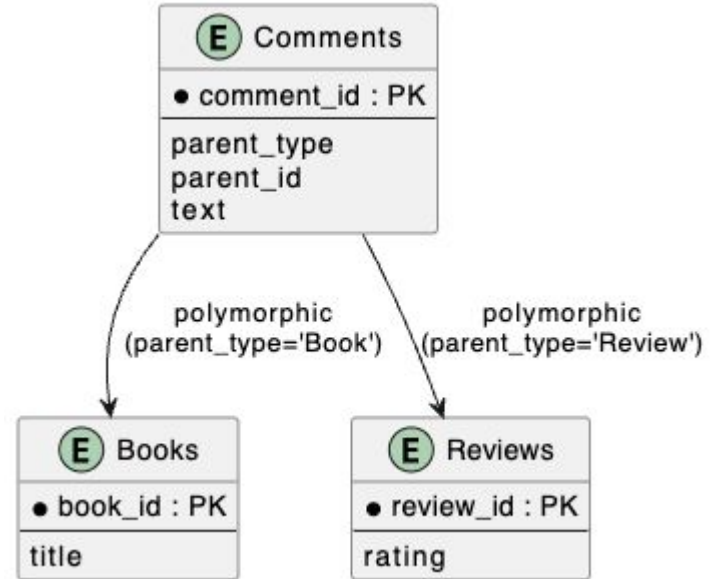 E Comments
● comment_id : PK
parent_type
parent_id
text
polymorphic
(parent_type='Book')
polymorphic
(parent_type='Review')
E Books
● book_id : PK
title
E Reviews
● review_id : PK
rating